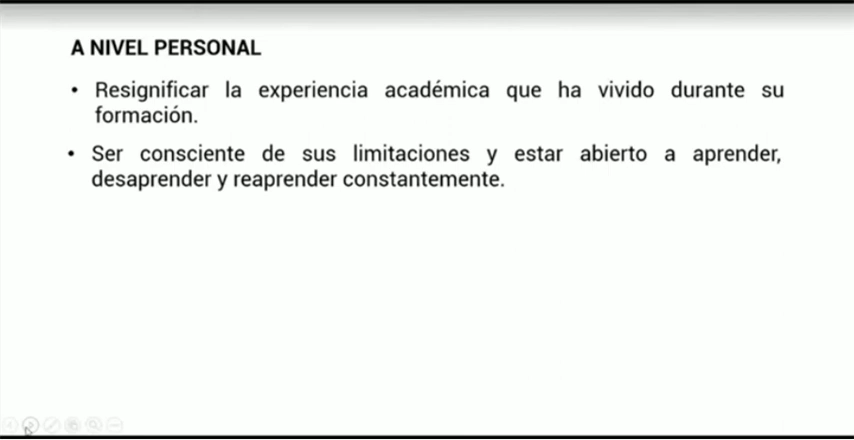 A NIVEL PERSONAL
• Resignificar la experiencia académica que ha vivido durante su
formación.
• Ser consciente de sus limitaciones y estar abierto a aprender,
desaprender y reaprender constantemente.